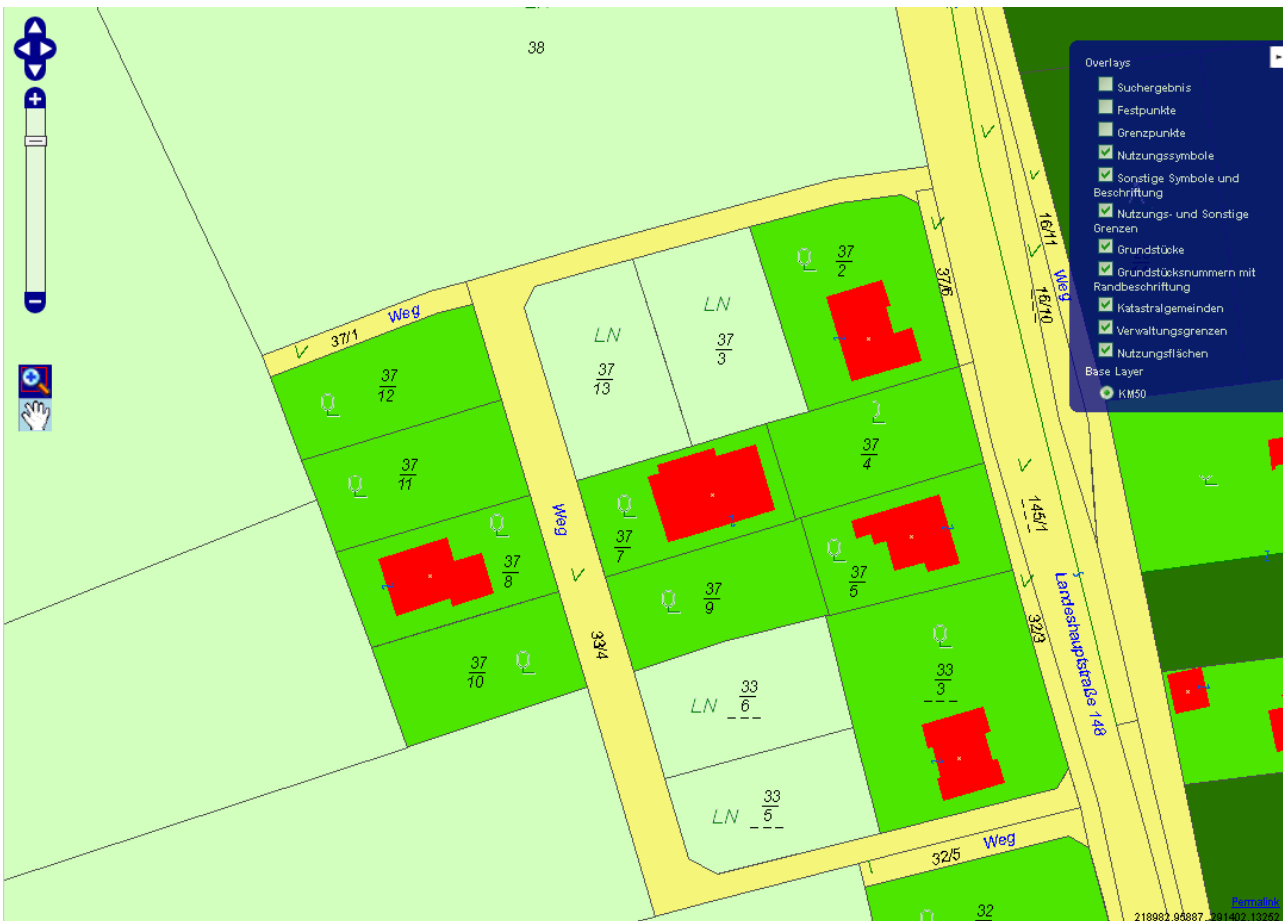 38
Overlays
Suchergebnis
Festpunkte
Grenzpunkte
Nutzungssymbole
Sonstige Symbole und
Beschriftung
Nutzungs- und Sonstige
Grenzen
Grundstücke
Grundstücksnummern mit
Randbeschriftung
Katastralgemeinden
Verwaltungsgrenzen
Nutzungsflächen
Base Layer
KM50
16/11
Weg
16/10
37/6
37
2
LN
37
3
LN
37
13
Weg
37/1
37
12
37
11
37
4
Weg
37
7
37
8
37
5
37
9
145/1
Landeshauptstraße 148
32/3
33/4
37
10
33
3
LN
33
6
LN
33
5
Weg
32/5
32
Permalink
218982.95887, 291402.13252